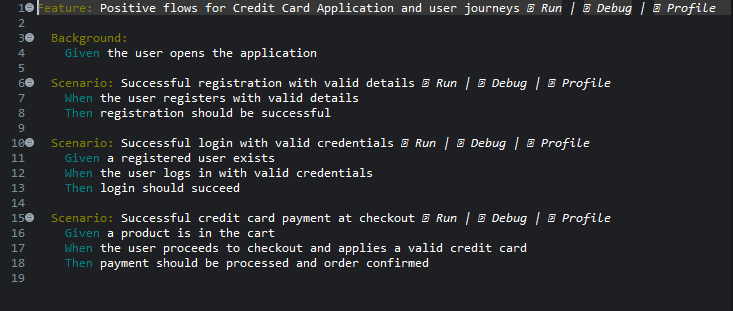 1 Feature: Positive flows for Credit Card Application and user journeys Run | Debug | Profile
2
3 Background:
4 Given the user opens the application
5
6 Scenario: Successful registration with valid details Run | Debug | Profile
7 When the user registers with valid details
8 Then registration should be successful
9
10 Scenario: Successful login with valid credentials Run | Debug | Profile
11 Given a registered user exists
12 When the user logs in with valid credentials
13 Then login should succeed
14
15 Scenario: Successful credit card payment at checkout Run | Debug | Profile
16 Given a product is in the cart
17 When the user proceeds to checkout and applies a valid credit card
18 Then payment should be processed and order confirmed
19